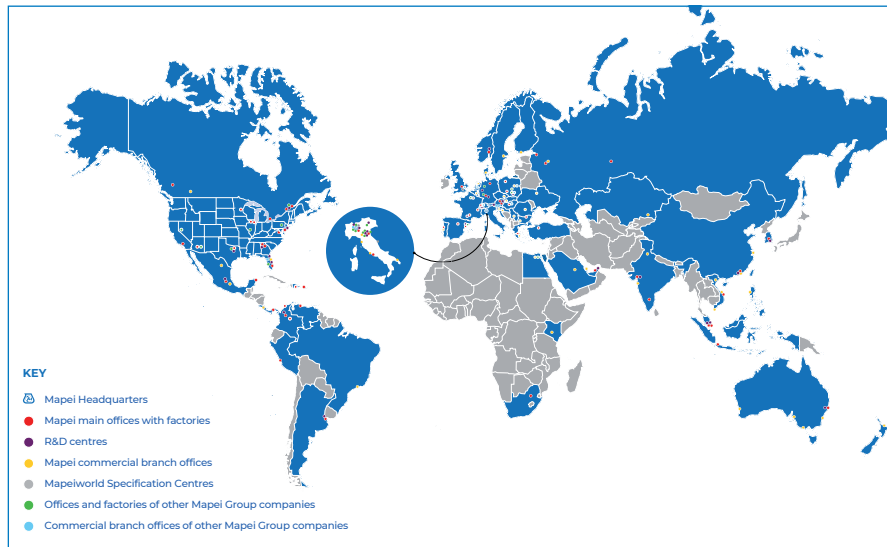 KEY
Mapei Headquarters
Mapei main offices with factories
R&D centres
Mapei commercial branch offices
Mapeiworld Specification Centres
Offices and factories of other Mapei Group companies
Commercial branch offices of other Mapei Group companies